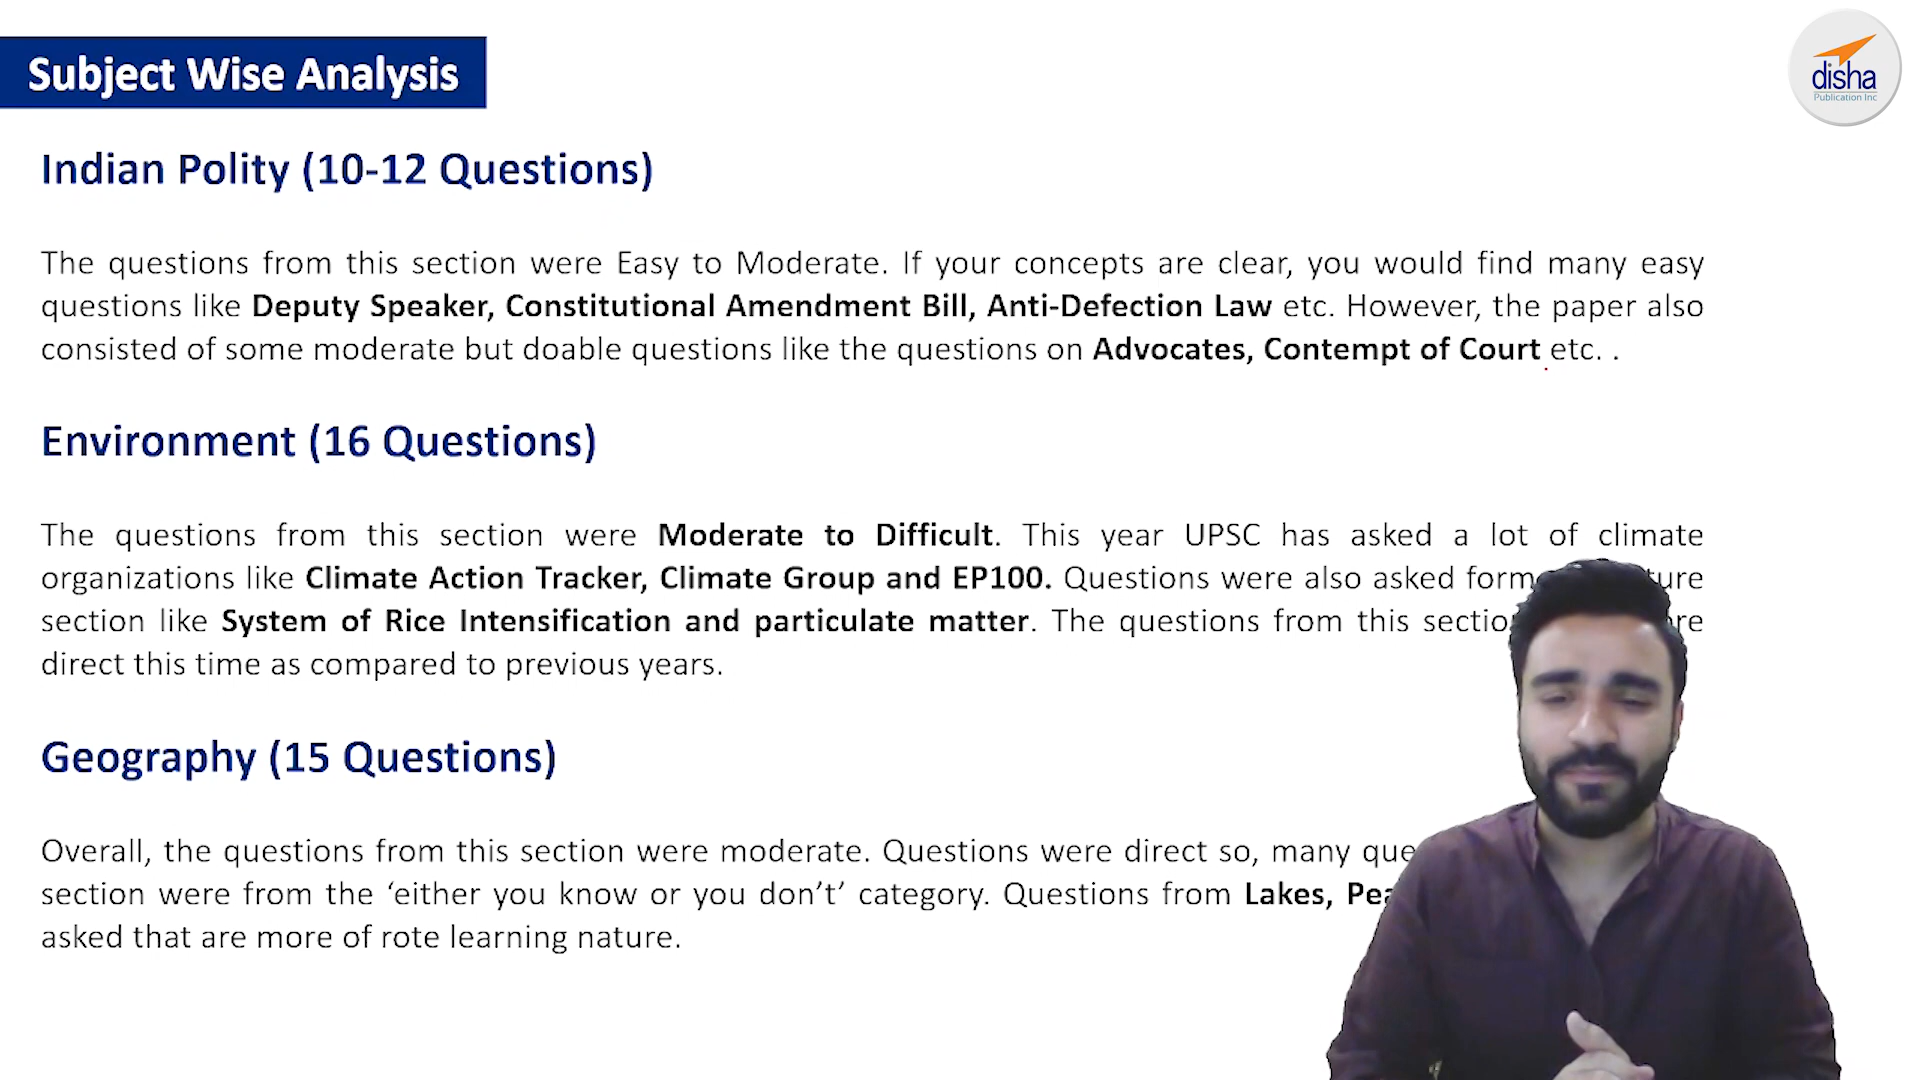 Subject Wise Analysis
disha
Publication Inc
Indian Polity (10-12 Questions)
The questions from this section were Easy to Moderate. If your concepts are clear, you would find many easy
questions like Deputy Speaker, Constitutional Amendment Bill, Anti-Defection Law etc. However, the paper also
consisted of some moderate but doable questions like the questions on Advocates, Contempt of Court etc. .
Environment (16 Questions)
The questions from this section were Moderate to Difficult. This year UPSC has asked a lot of climate
organizations like Climate Action Tracker, Climate Group and EP100. Questions were also asked form
section like System of Rice Intensification and particulate matter. The questions from this
direct this time as compared to previous years.
Geography (15 Questions)
Overall, the questions from this section were moderate. Questions were direct so, many
section were from the ‘either you know or you don’t’ category. Questions from Lakes,
asked that are more of rote learning nature.